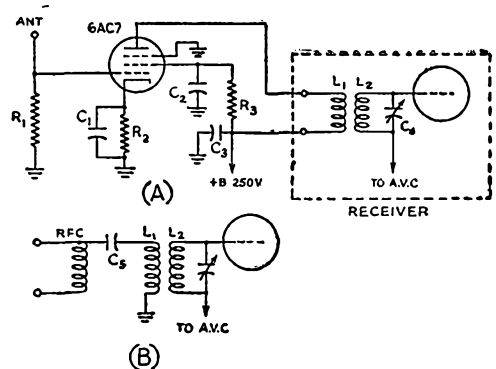 ANT
6AC7
R1
C1
R2
C2
R3
C3
+B 250V
L1 L2
C4
TO A.V.C
RECEIVER
(A)
RFC
C5
L1 L2
TO A.V.C
(B)